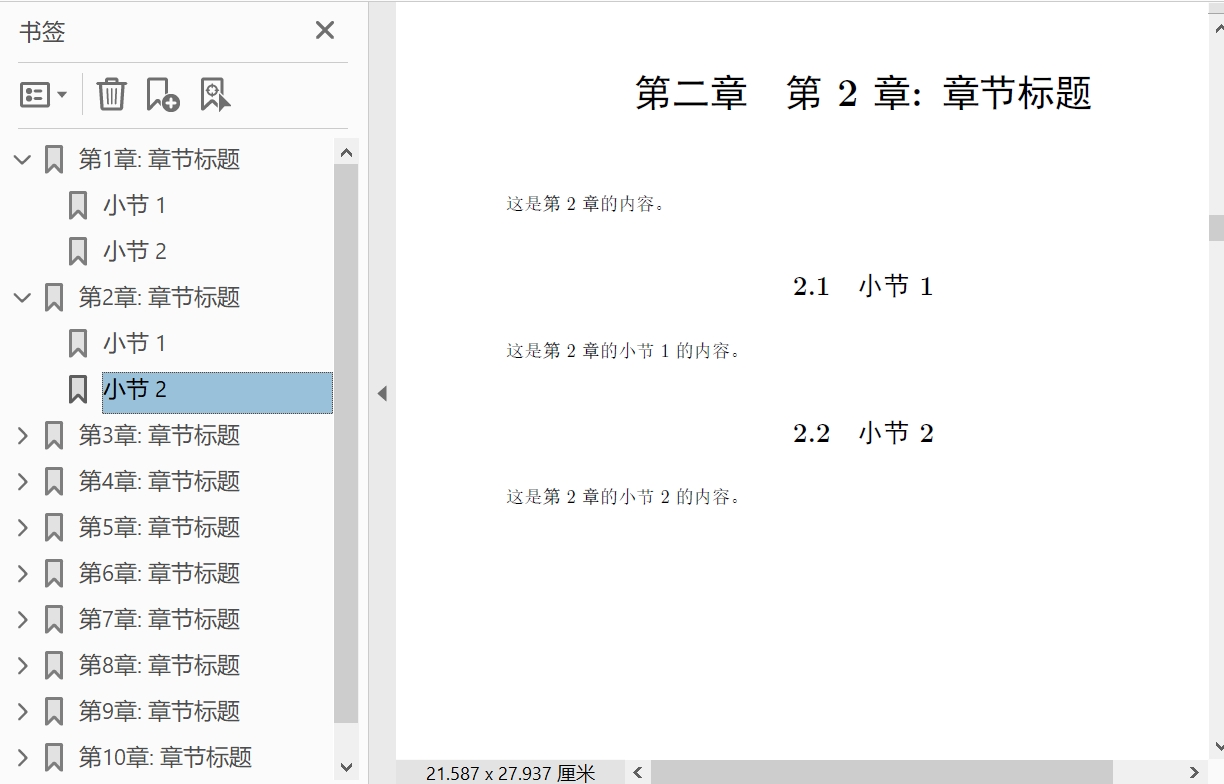 书签
第1章: 章节标题
小节 1
小节 2
第2章: 章节标题
小节 1
小节 2
第3章: 章节标题
第4章: 章节标题
第5章: 章节标题
第6章: 章节标题
第7章: 章节标题
第8章: 章节标题
第9章: 章节标题
第10章: 章节标题
第二章 第 2 章: 章节标题
这是第 2 章的内容。
2.1 小节 1
这是第 2 章的小节 1 的内容。
2.2 小节 2
这是第 2 章的小节 2 的内容。
21.587 x 27.937 厘米